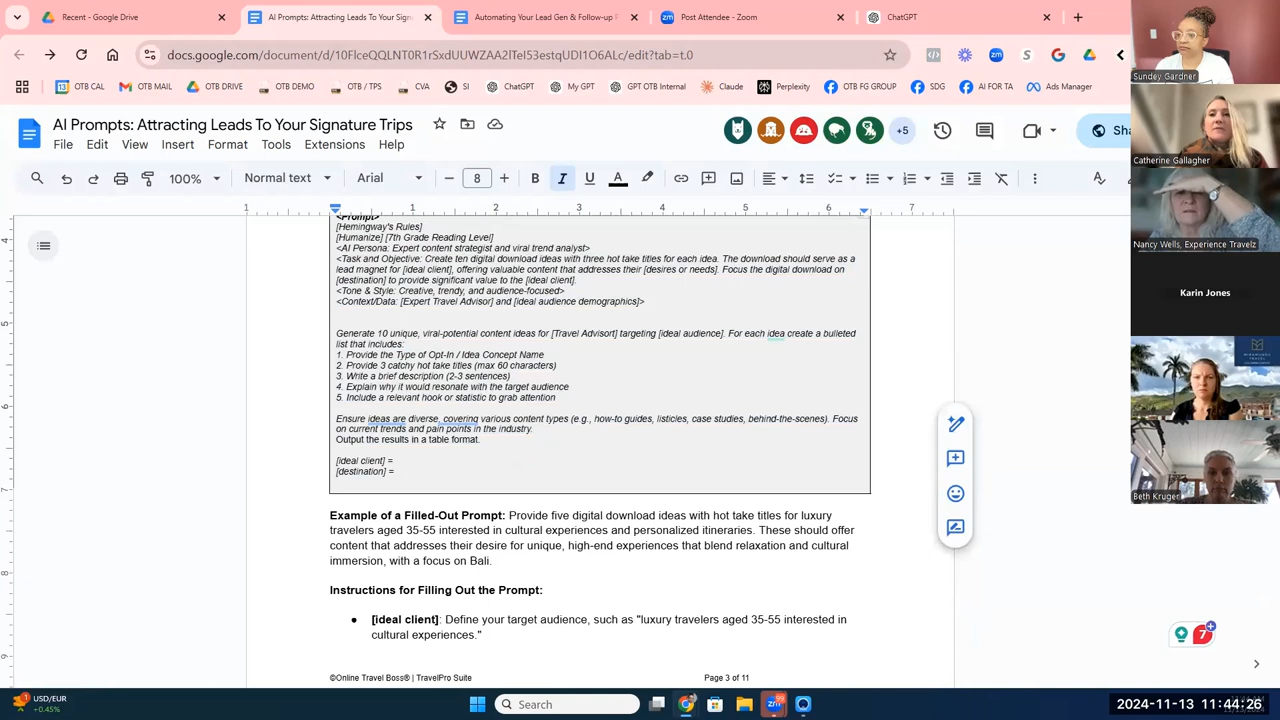 Recent - Google Drive
AI Prompts: Attracting Leads To Your Sign
Automating Your Lead Gen & Follow-up
Post Attendee - Zoom
ChatGPT
docs.google.com/document/d/10FlceQQLNT0R1rSxdUUWZAA2lTeI53estqUDI1O6ALc/edit?tab=t.0
OTB CAL
OTB MAIL
OTB DRIVE
OTB DEMO
OTB / TPS
CVA
ChatGPT
My GPT
GPT OTB Internal
Claude
Perplexity
OTB FG GROUP
SDG
AI FOR TA
Ads Manager
AI Prompts: Attracting Leads To Your Signature Trips
+5
Sha
File Edit View Insert Format Tools Extensions Help
100%
Normal text
Arial
8
<Prompt>
[Hemingway's Rules]
[Humanize] [7th Grade Reading Level]
<AI Persona: Expert content strategist and viral trend analyst>
<Task and Objective: Create ten digital download ideas with three hot take titles for each idea. The download should serve as a
lead magnet for [ideal client], offering valuable content that addresses their [desires or needs]. Focus the digital download on
[destination] to provide significant value to the [ideal client].
<Tone & Style: Creative, trendy, and audience-focused>
<Context/Data: [Expert Travel Advisor] and [ideal audience demographics]>
Generate 10 unique, viral-potential content ideas for [Travel Advisort] targeting [ideal audience]. For each idea create a bulleted
list that includes:
1. Provide the Type of Opt-In / Idea Concept Name
2. Provide 3 catchy hot take titles (max 60 characters)
3. Write a brief description (2-3 sentences)
4. Explain why it would resonate with the target audience
5. Include a relevant hook or statistic to grab attention
Ensure ideas are diverse, covering various content types (e.g., how-to guides, listicles, case studies, behind-the-scenes). Focus
on current trends and pain points in the industry.
Output the results in a table format.
[ideal client] =
[destination] =
Example of a Filled-Out Prompt: Provide five digital download ideas with hot take titles for luxury
travelers aged 35-55 interested in cultural experiences and personalized itineraries. These should offer
content that addresses their desire for unique, high-end experiences that blend relaxation and cultural
immersion, with a focus on Bali.
Instructions for Filling Out the Prompt:
● [ideal client]: Define your target audience, such as "luxury travelers aged 35-55 interested in
cultural experiences."
©Online Travel Boss® | TravelPro Suite
Page 3 of 11
7
Sundey Gardner
Catherine Gallagher
Nancy Wells, Experience Travelz
Karin Jones
Beth Kruger
USD/EUR
+0.45%
Search
2024-11-13 11:44:26